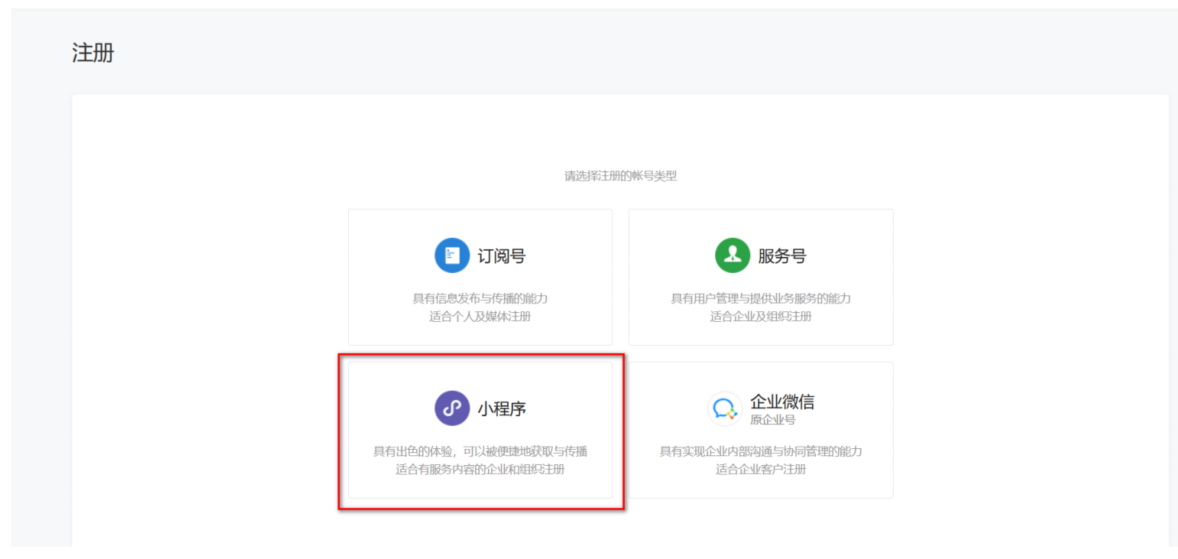 注册
请选择注册的帐号类型
订阅号
具有信息发布与传播的能力
适合个人及媒体注册
服务号
具有用户管理与提供业务服务的能力
适合企业及组织注册
小程序
具有出色的体验，可以被便捷地获取与传播
适合有服务内容的企业和组织注册
企业微信
原企业号
具有实现企业内部沟通与协同管理的能力
适合企业客户注册